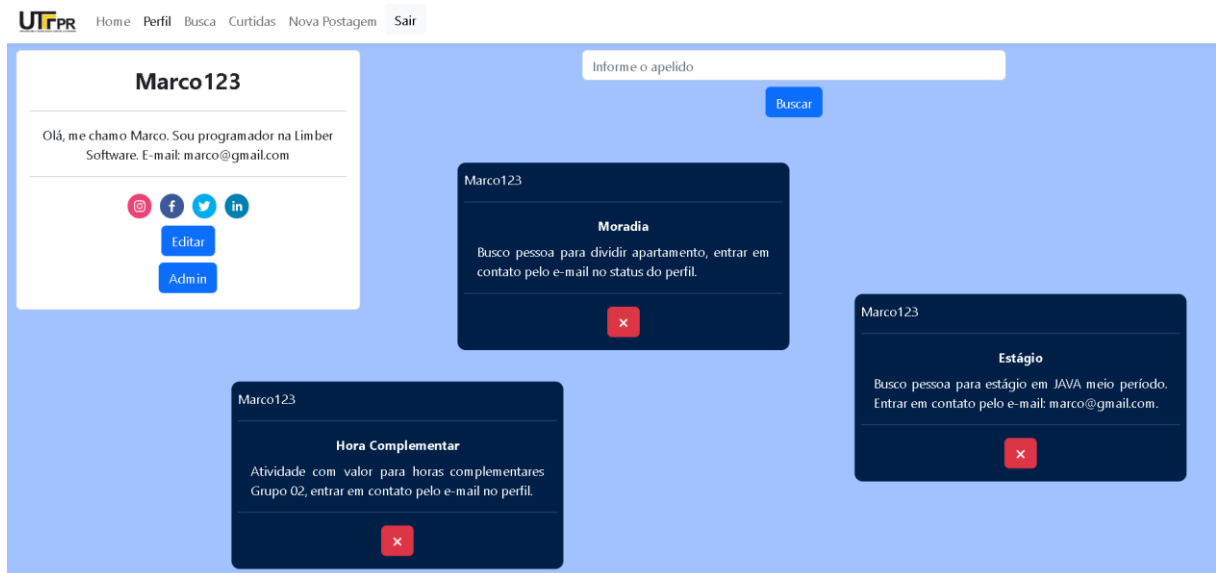 UTFPR Home Perfil Busca Curtidas Nova Postagem Sair
Marco123
Olá, me chamo Marco. Sou programador na Limber
Software. E-mail: marco@gmail.com
Editar
Admin
Informe o apelido
Buscar
Marco123
Moradia
Busco pessoa para dividir apartamento, entrar em
contato pelo e-mail no status do perfil.
×
Marco123
Estágio
Busco pessoa para estágio em JAVA meio período.
Entrar em contato pelo e-mail: marco@gmail.com.
×
Marco123
Hora Complementar
Atividade com valor para horas complementares
Grupo 02, entrar em contato pelo e-mail no perfil.
×